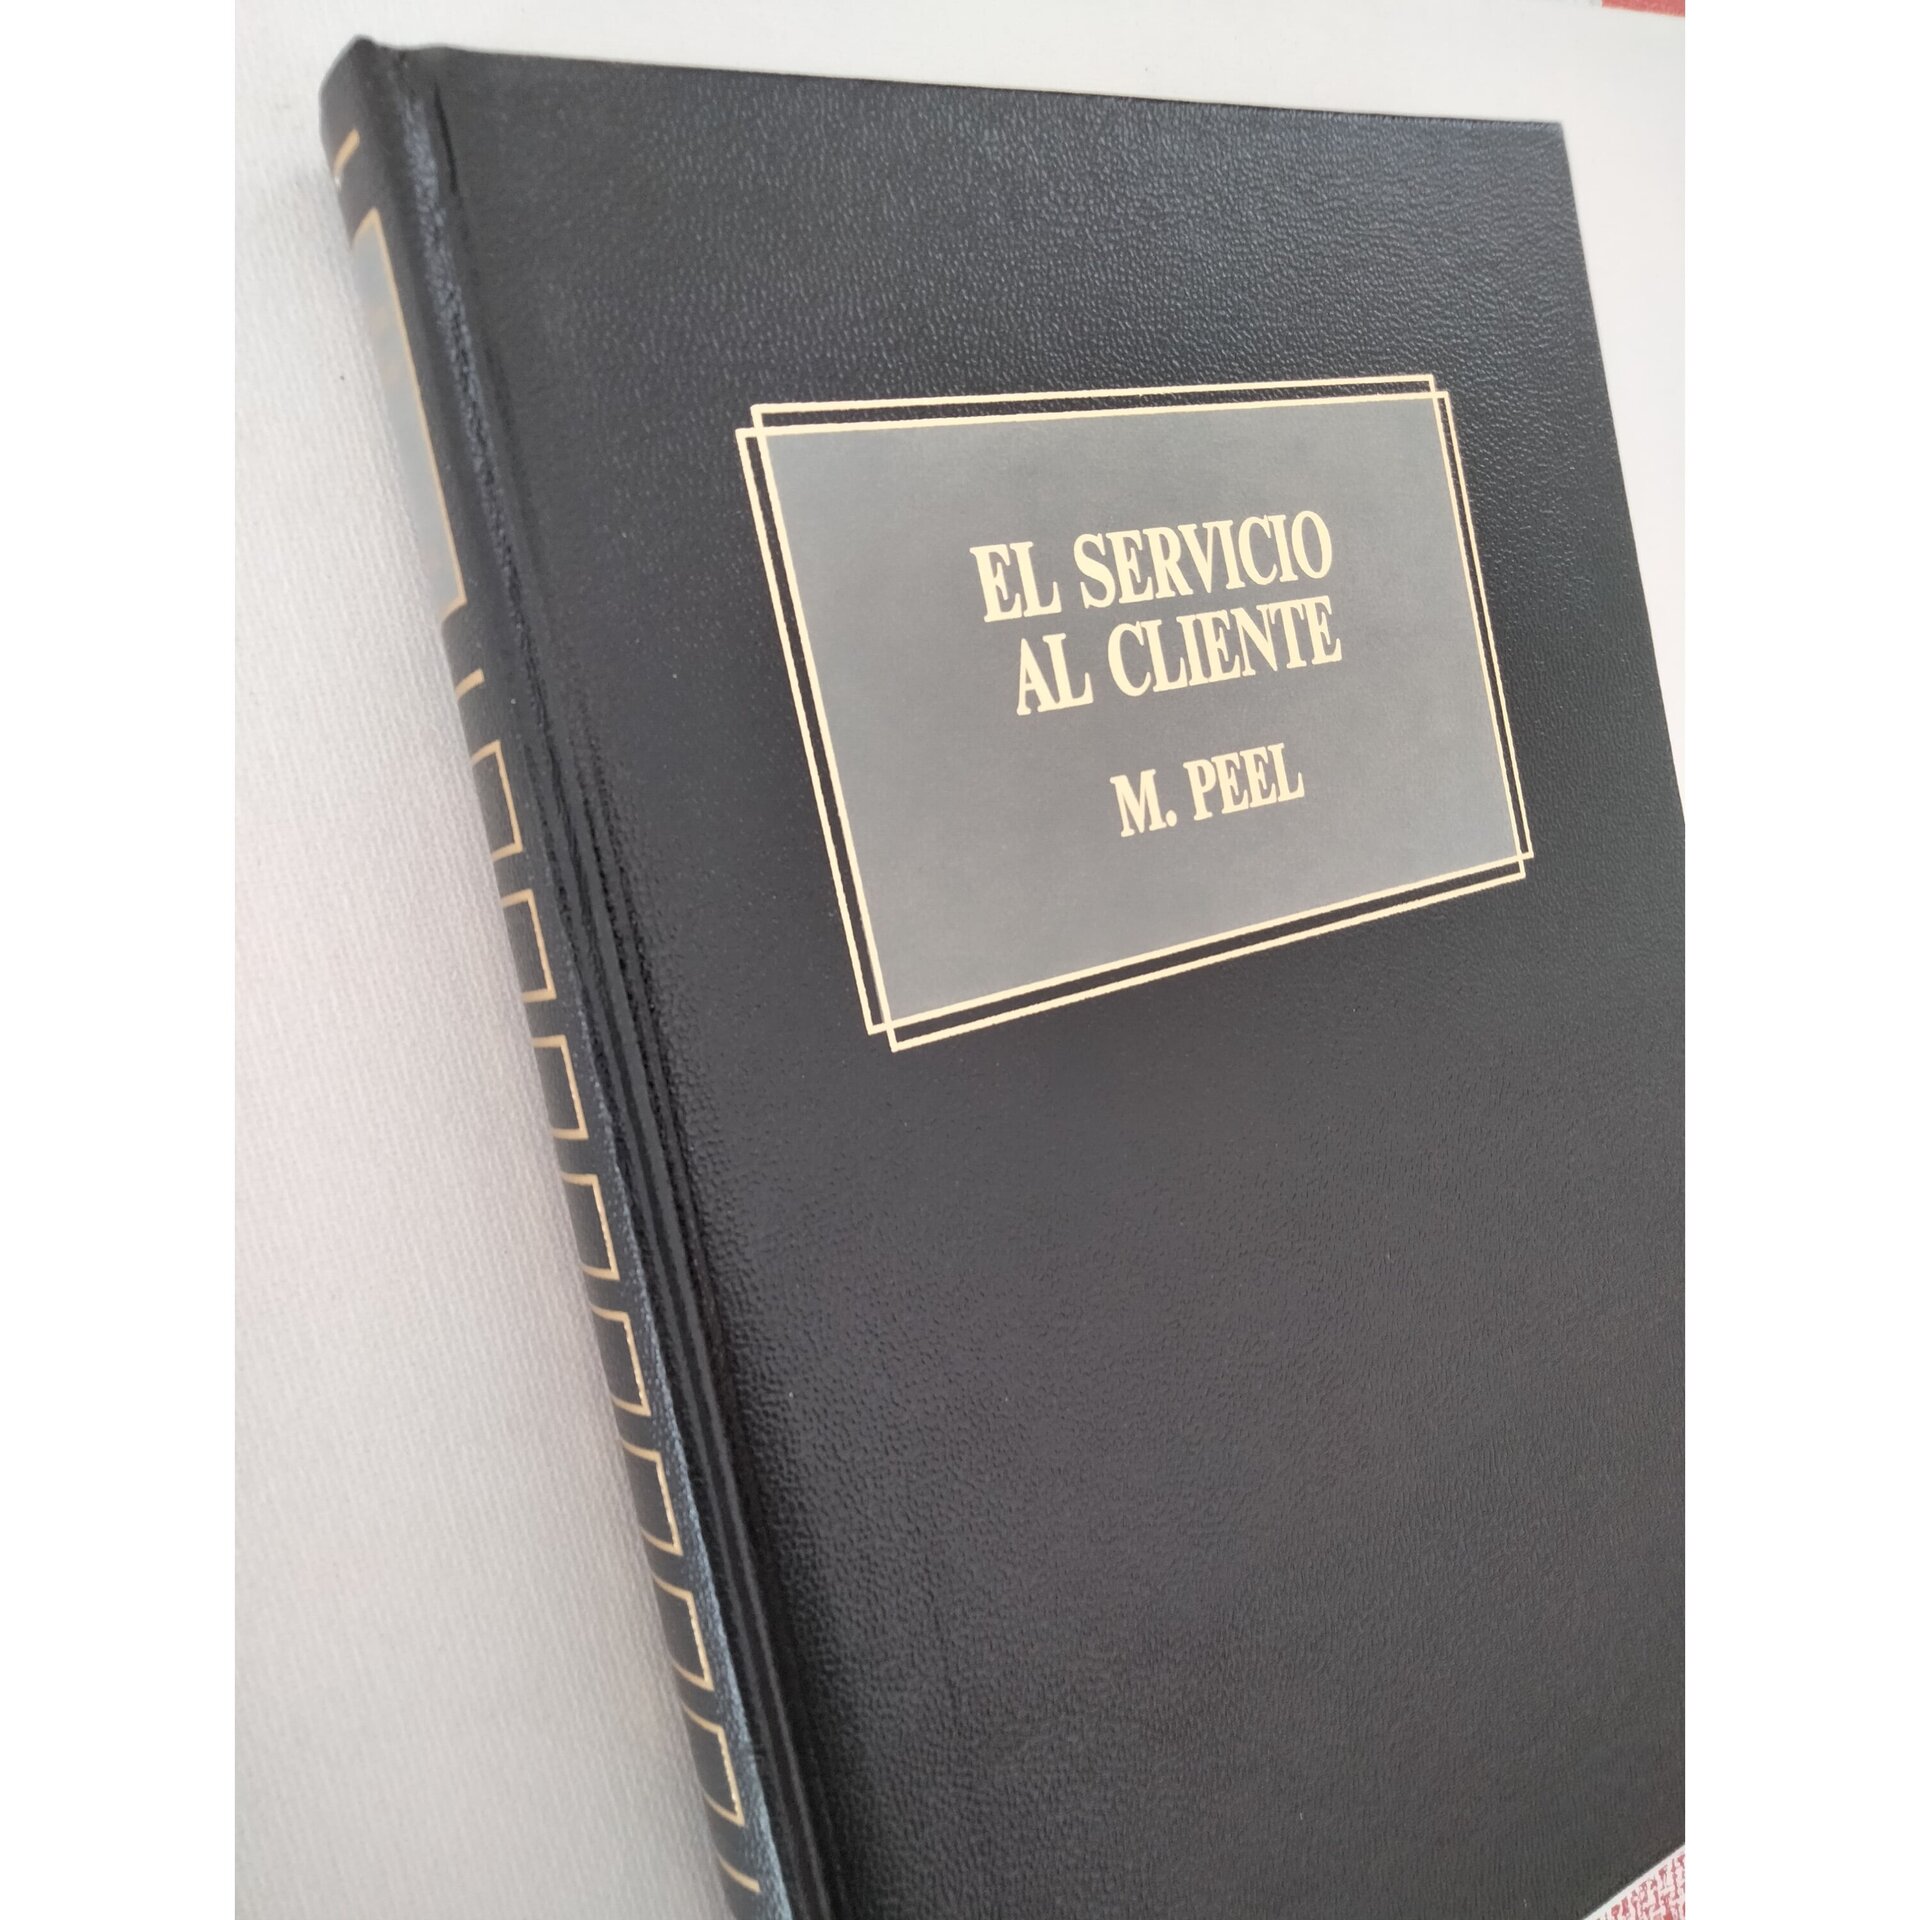 EL SERVICIO
AL CLIENTE
M. PEEL